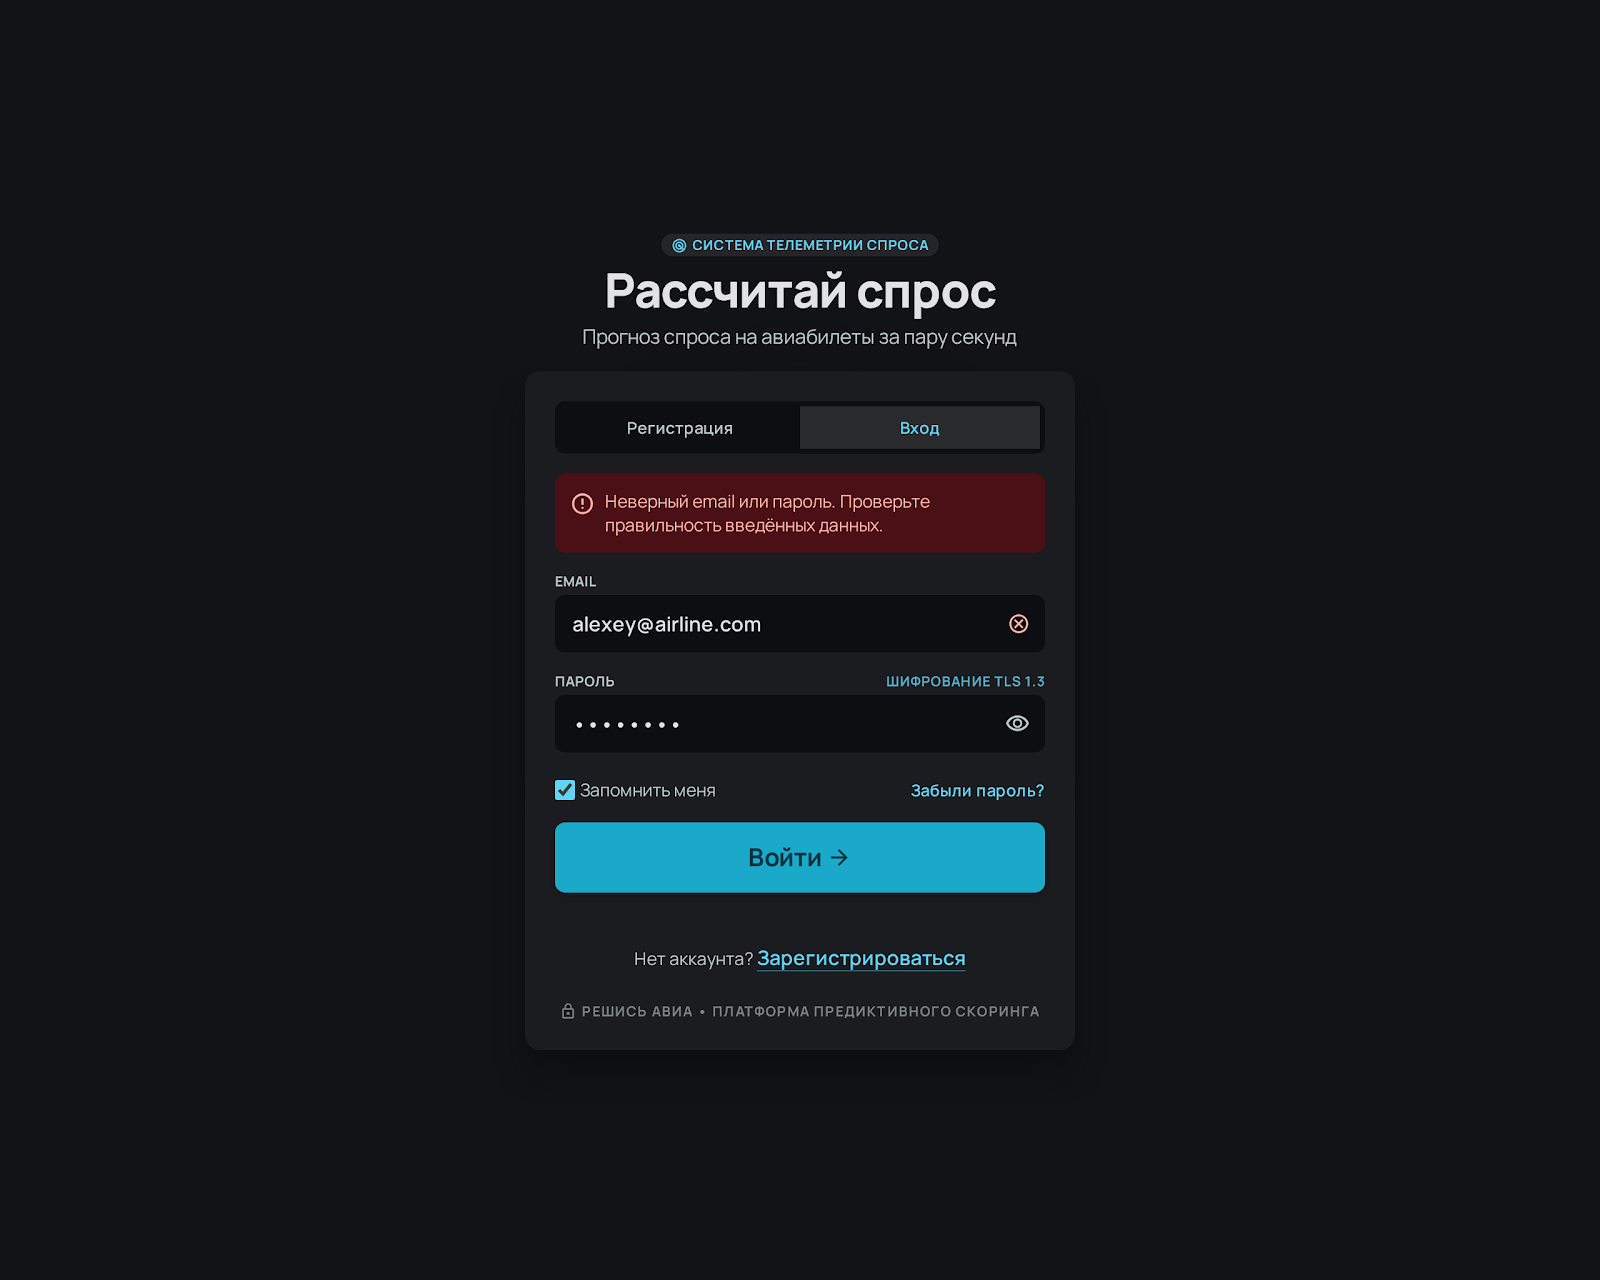 СИСТЕМА ТЕЛЕМЕТРИИ СПРОСА
Рассчитай спрос
Прогноз спроса на авиабилеты за пару секунд
Регистрация Вход
Неверный email или пароль. Проверьте
правильность введённых данных.
EMAIL
alexey@airline.com
ПАРОЛЬ ШИФРОВАНИЕ TLS 1.3
••••••••
Запомнить меня Забыли пароль?
Войти →
Нет аккаунта? Зарегистрироваться
РЕШИСЬ АВИА • ПЛАТФОРМА ПРЕДИКТИВНОГО СКОРИНГА